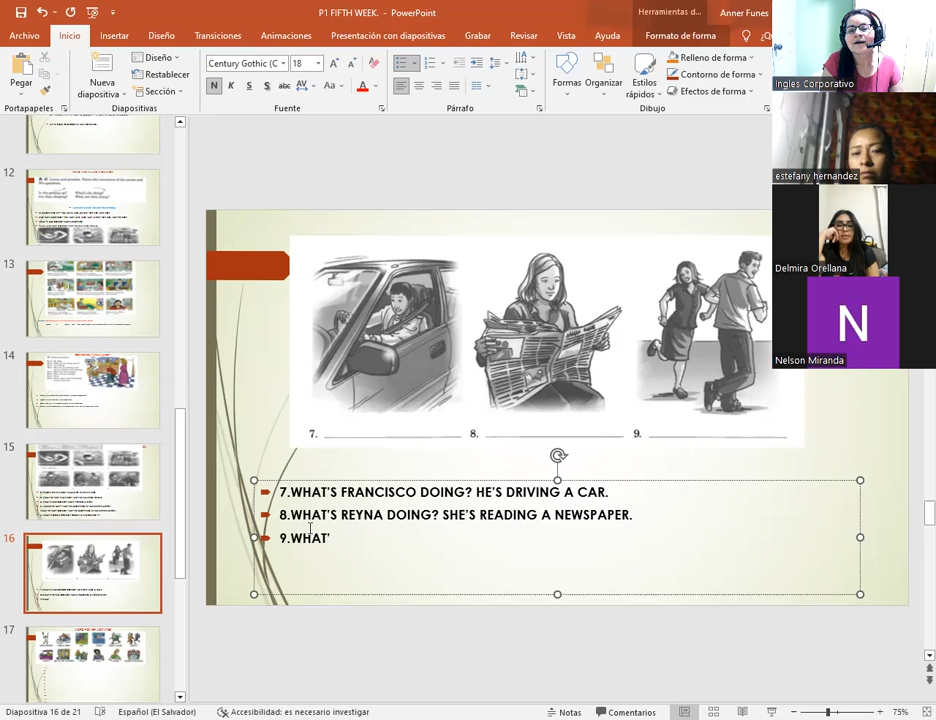 P1 FIFTH WEEK. - PowerPoint
Herramientas d...
Anner Funes
Archivo
Inicio
Insertar
Diseño
Transiciones
Animaciones
Presentación con diapositivas
Grabar
Revisar
Vista
Ayuda
Formato de forma
Pegar
Nueva
diapositiva
Diseño
Restablecer
Sección
Century Gothic (C
18
N
K
S
S
abc
AV
Aa
A
Formas
Organizar
Estilos
rápidos
Relleno de forma
Contorno de forma
Efectos de forma
Portapapeles
Diapositivas
Fuente
Párrafo
Dibujo
Ingles Corporativo
estefany hernandez
Delmira Orellana
N
Nelson Miranda
12
13
14
15
16
17
7.
8.
9.
7.WHAT'S FRANCISCO DOING? HE'S DRIVING A CAR.
8.WHAT'S REYNA DOING? SHE'S READING A NEWSPAPER.
9.WHAT'
Diapositiva 16 de 21
Español (El Salvador)
Accesibilidad: es necesario investigar
Notas
Comentarios
75%